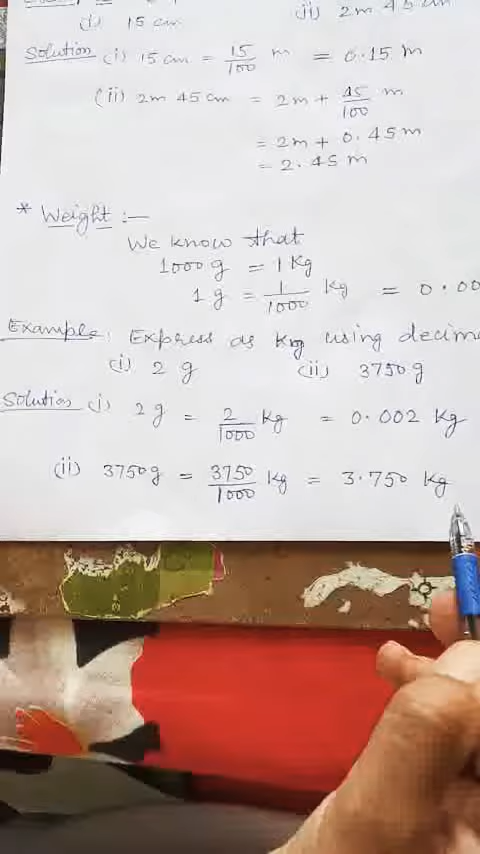 (i) 15 cm (ii) 2m 45 cm
Solution (i) 15 cm = 15/100 m = 0.15 m
(ii) 2m 45 cm = 2m + 45/100 m
= 2m + 0.45 m
= 2.45 m
* Weight :—
We know that
1000 g = 1 Kg
1 g = 1/1000 Kg = 0.00
Example: Express as Kg using decima
(i) 2 g (ii) 3750 g
Solution (i) 2 g = 2/1000 Kg = 0.002 Kg
(ii) 3750 g = 3750/1000 Kg = 3.750 Kg